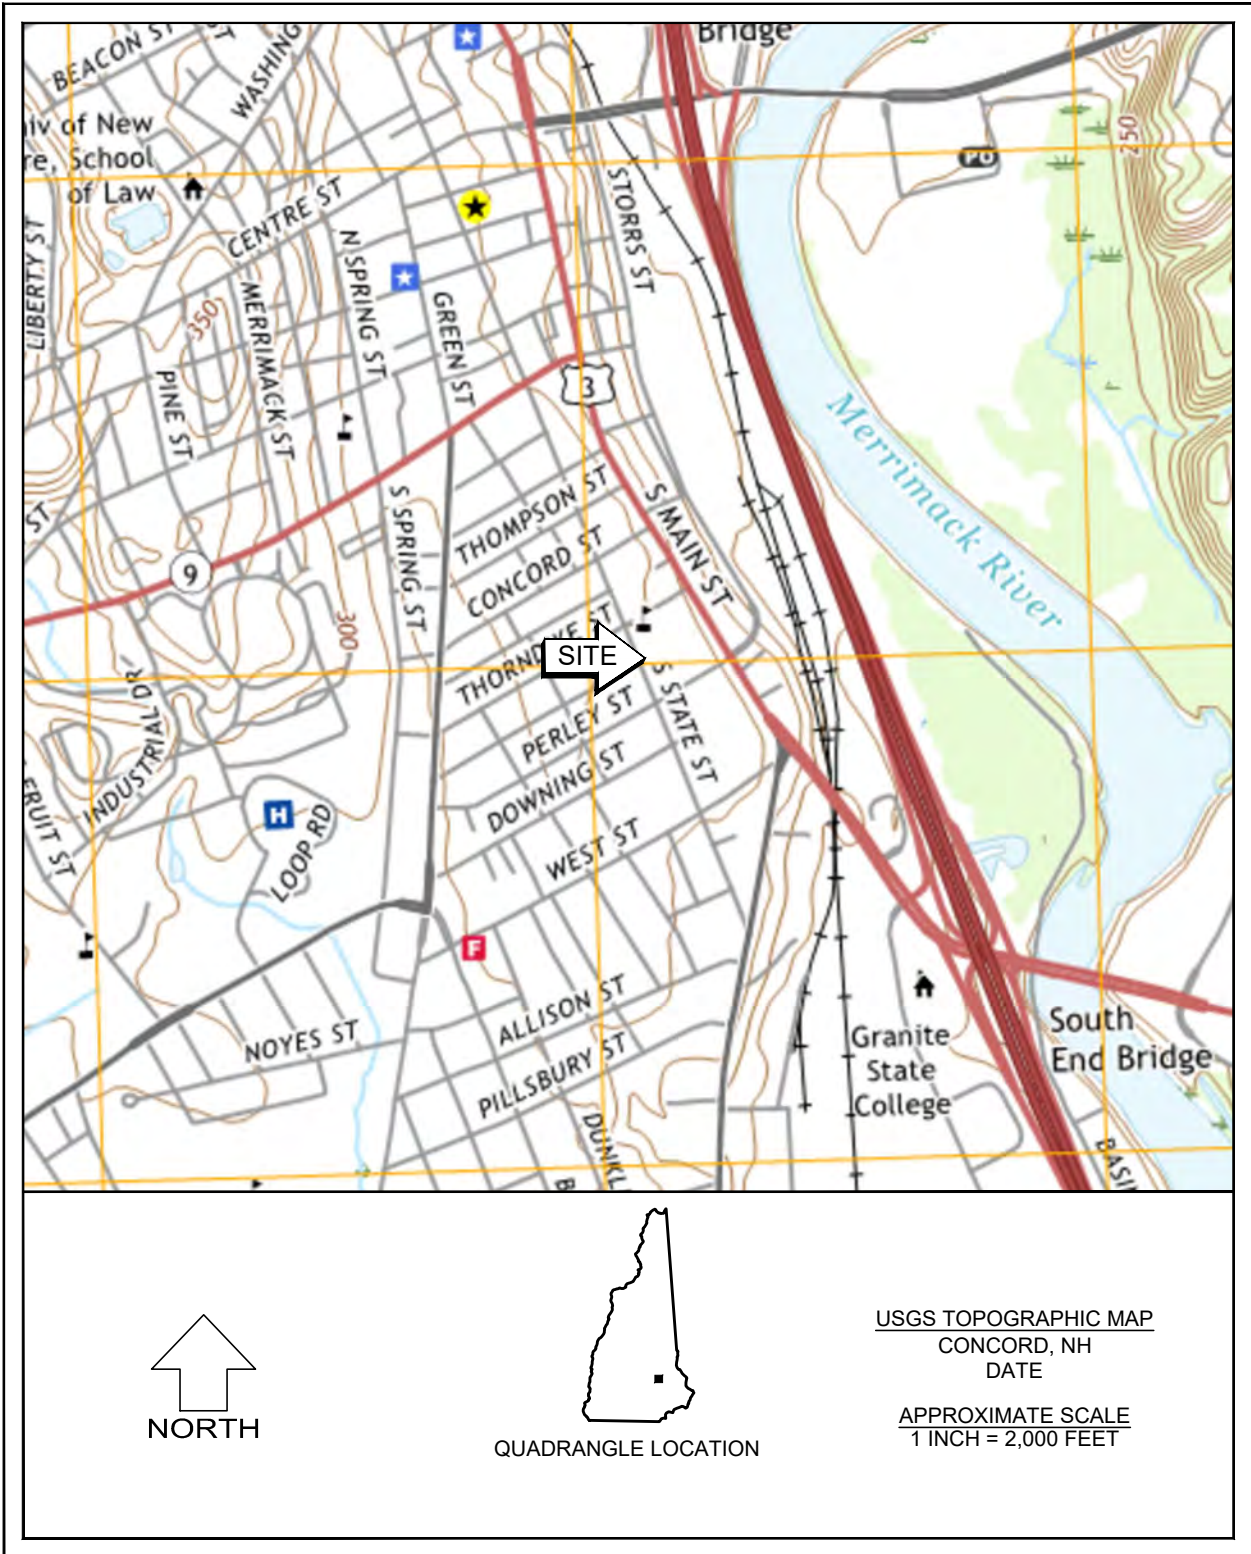 Bridge
BEACON ST
ST
WASHING
iv of New
re, School
of Law
CENTRE ST
STORRS ST
PO
250
LIBERTY ST
N SPRING ST
350
MERRIMACK ST
GREEN ST
PINE ST
3
Merrimack River
ST
S SPRING ST
THOMPSON ST
S MAIN ST
CONCORD ST
9
300
THORNDIKE ST
SITE
INDUSTRIAL DR
PERLEY ST
S STATE ST
DOWNING ST
FRUIT ST
H
LOOP RD
WEST ST
F
ALLISON ST
NOYES ST
PILLSBURY ST
Granite
State
College
South
End Bridge
DUNKL
B
BASI
NORTH
QUADRANGLE LOCATION
USGS TOPOGRAPHIC MAP
CONCORD, NH
DATE
APPROXIMATE SCALE
1 INCH = 2,000 FEET